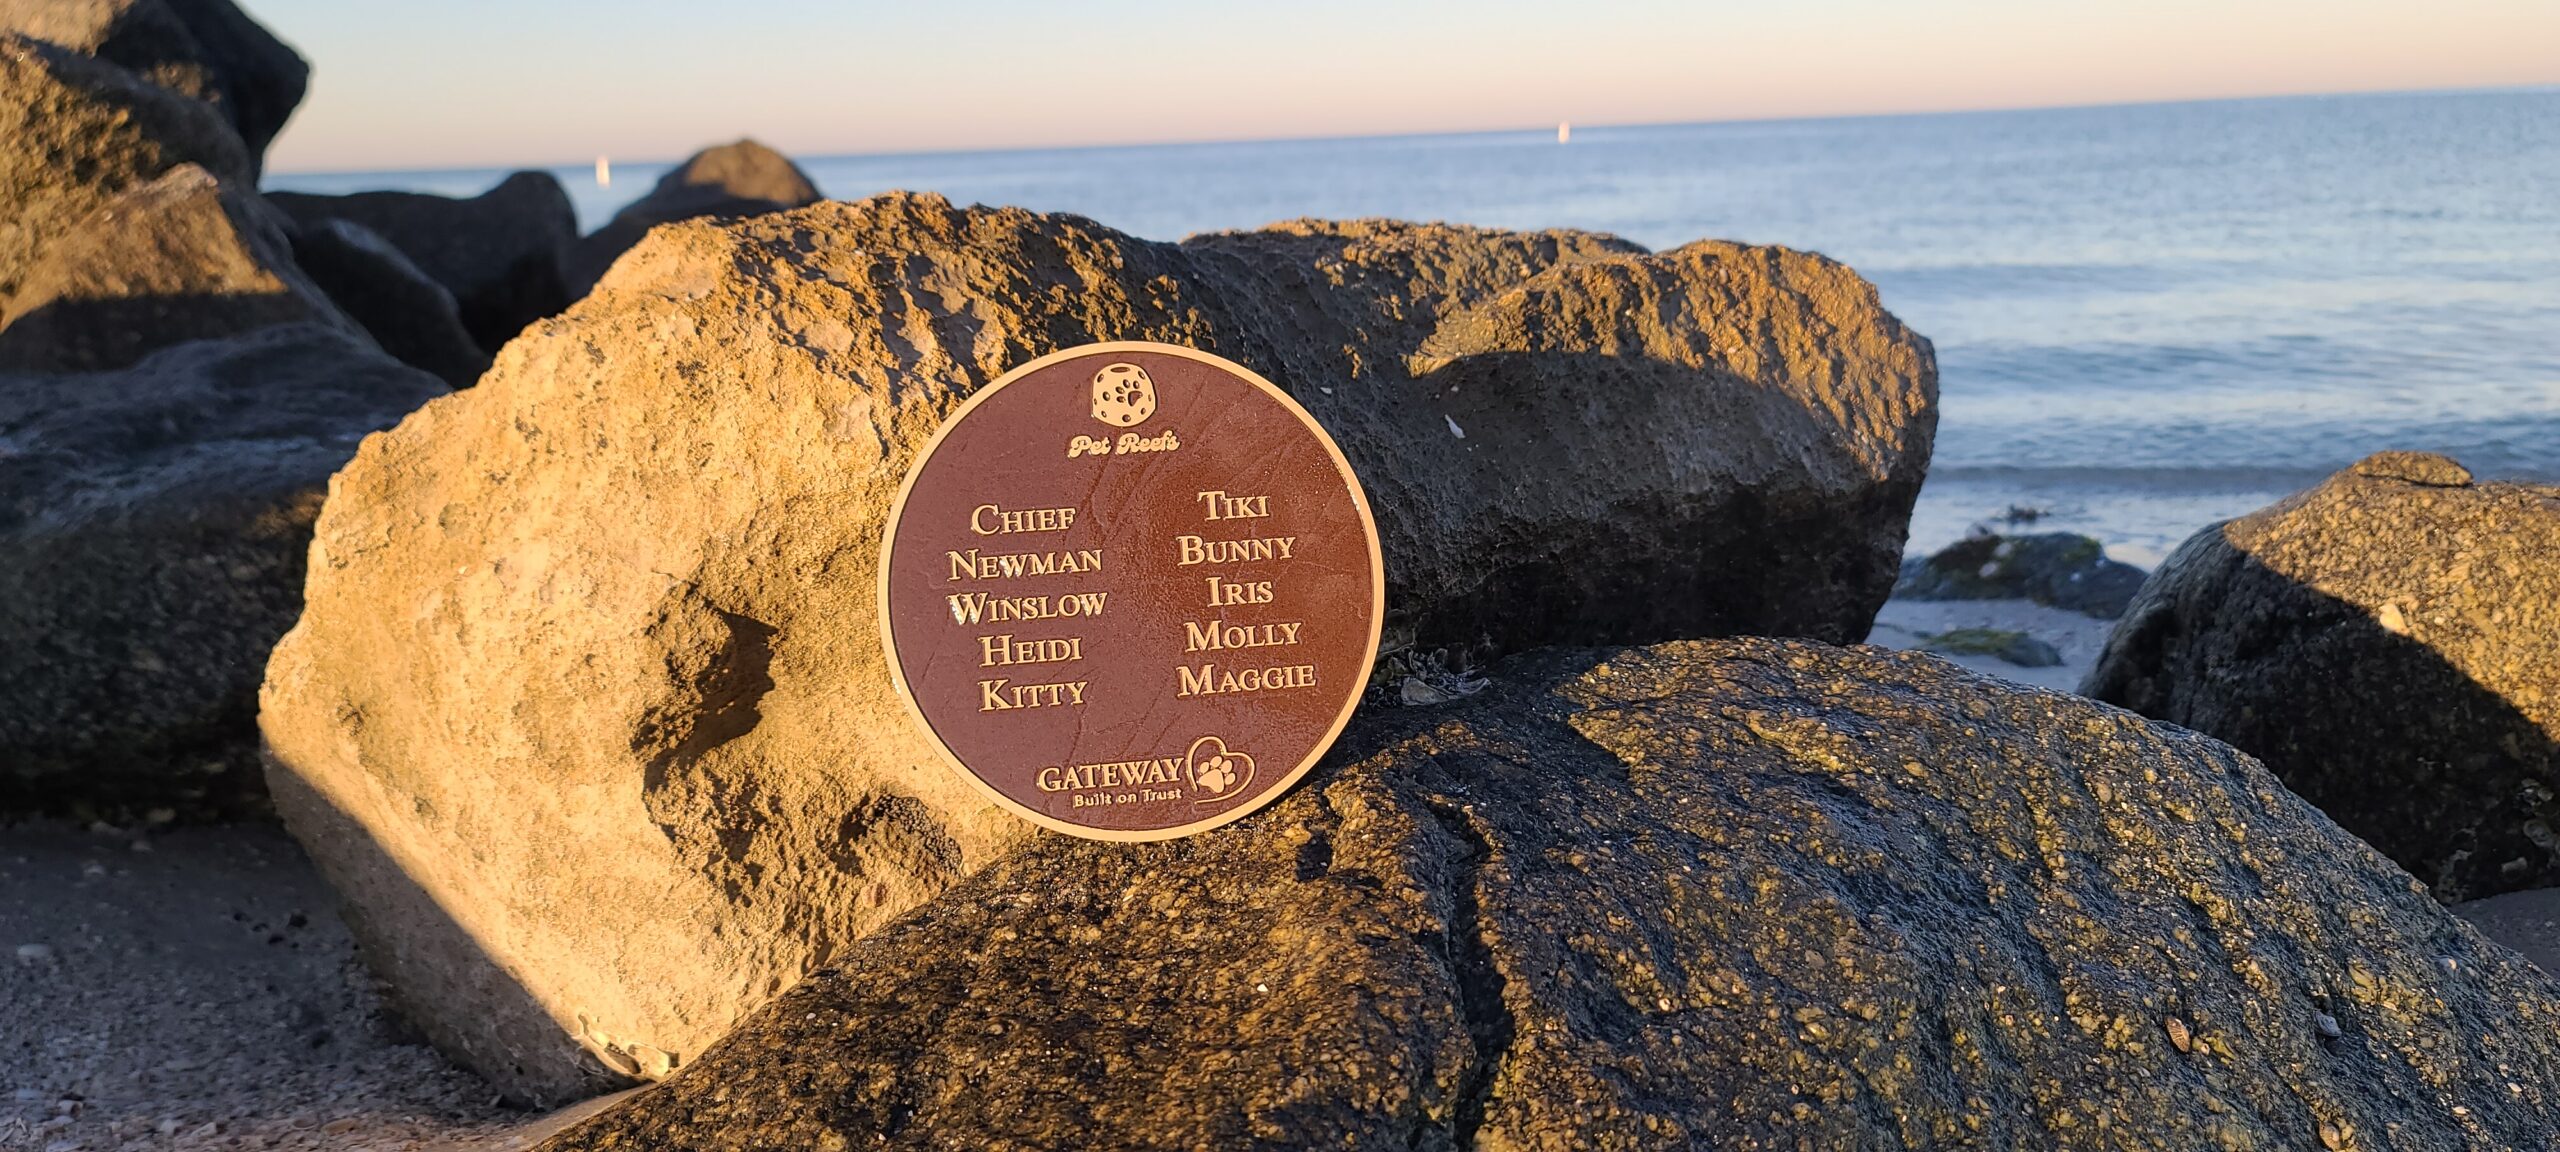 Pet Reefs
CHIEF
NEWMAN
WINSLOW
HEIDI
KITTY
TIKI
BUNNY
IRIS
MOLLY
MAGGIE
GATEWAY
Built on Trust